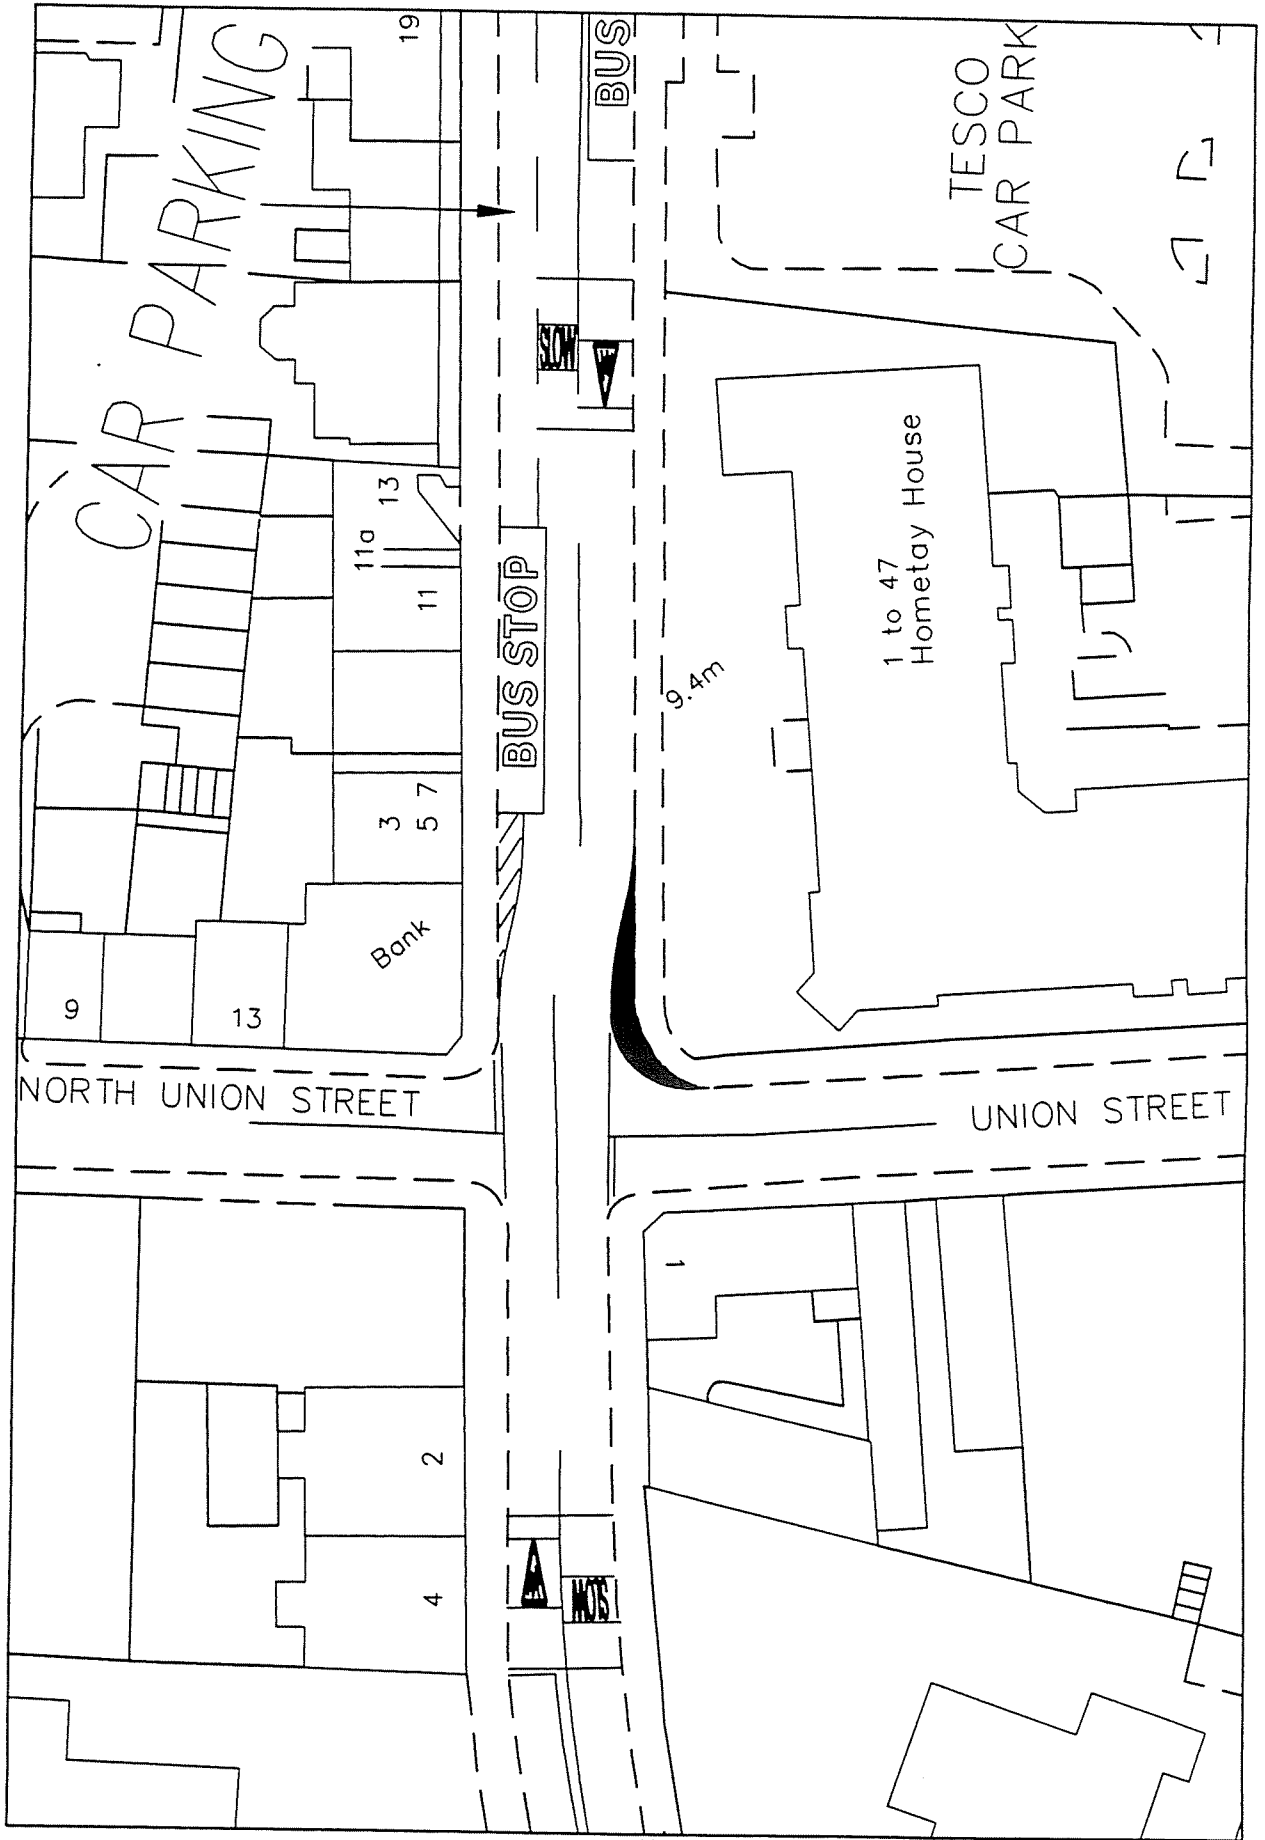 19
BUS
CAR PARKING
TESCO
CAR PARK
SLOW
13
11a
11
BUS STOP
1 to 47
Hometay House
9.4m
3
5 7
Bank
9
13
NORTH UNION STREET
UNION STREET
1
2
4
SLOW